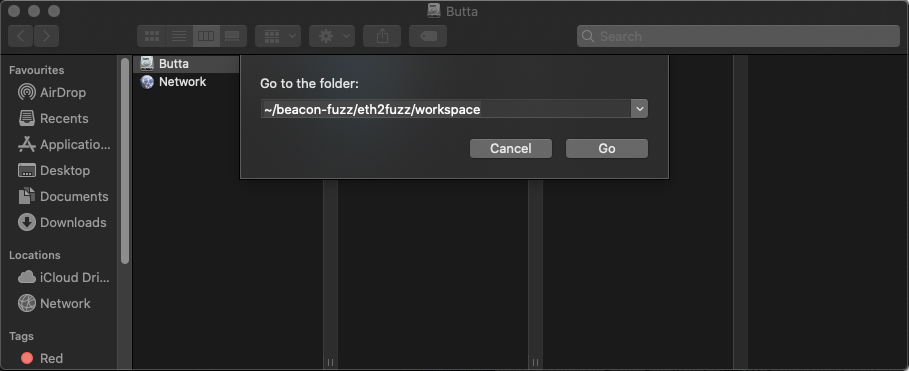 Butta
Search
Favourites
AirDrop
Recents
Applicatio...
Desktop
Documents
Downloads
Locations
iCloud Dri...
Network
Tags
Red
Butta
Network
Go to the folder:
~/beacon-fuzz/eth2fuzz/workspace
Cancel
Go